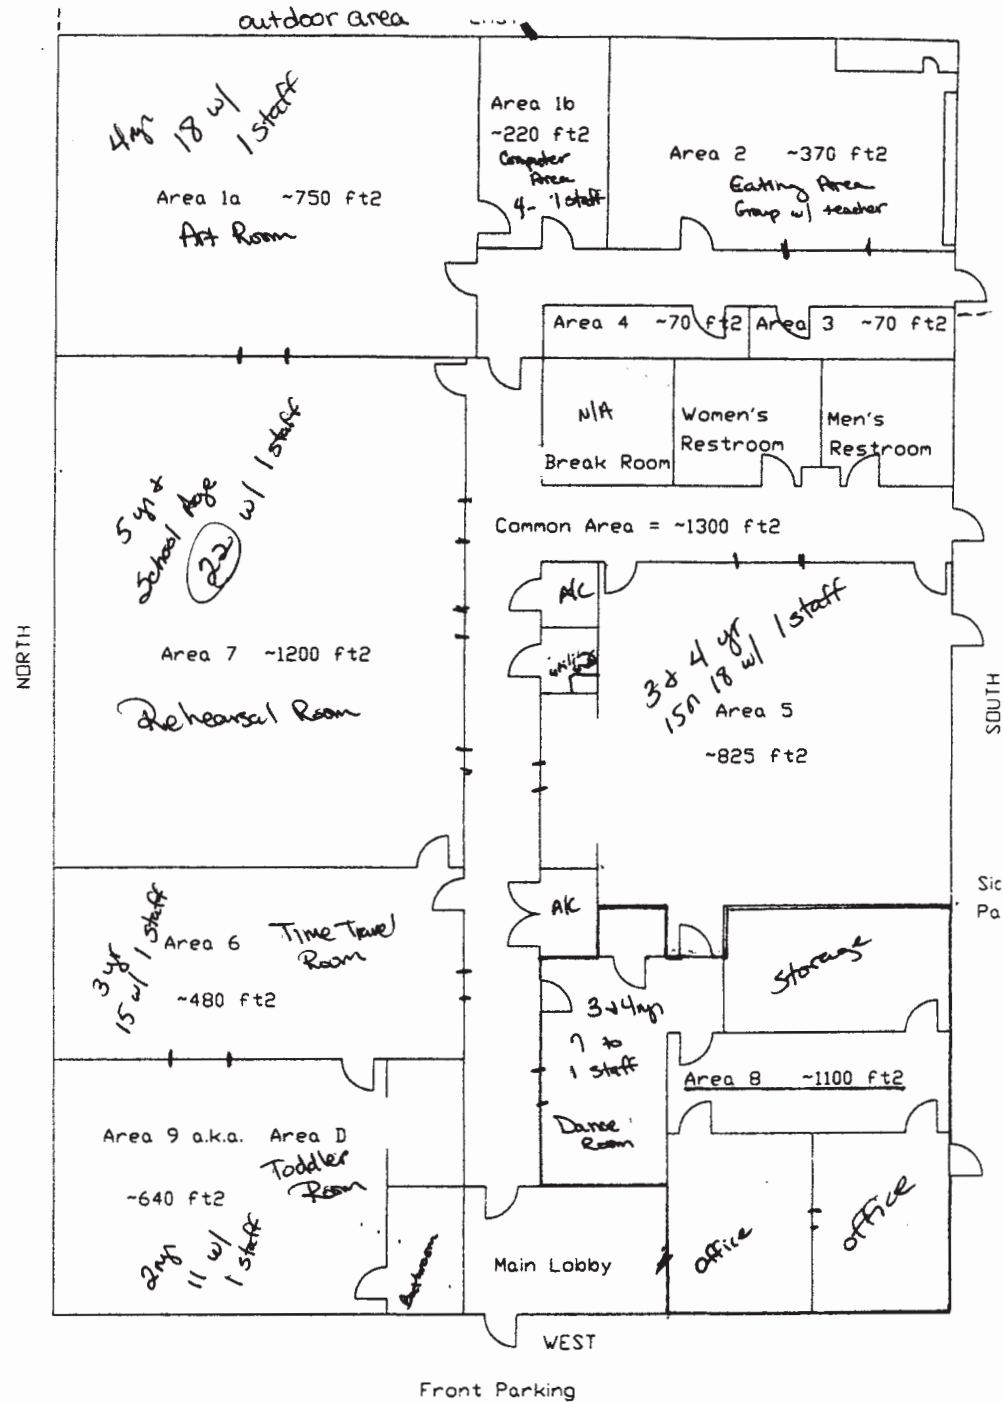 outdoor area
4yr 18 w/
1 staff
Area 1a ~750 ft2
Art Room
Area 1b
~220 ft2
Computer
Area
4- 1 staff
Area 2 ~370 ft2
Eating Area
Group w/ teacher
Area 4 ~70 ft2
Area 3 ~70 ft2
N/A
Break Room
Women's
Restroom
Men's
Restroom
Common Area = ~1300 ft2
5 yr &
School Age
22 w/ 1 staff
Area 7 ~1200 ft2
Rehearsal Room
NORTH
A/C
utility
3 & 4 yr
18 w/ 1 staff
Area 5
~825 ft2
SOUTH
Sid
Pa
A/C
3 yr
15 w/ 1 staff
Area 6
Time Travel
Room
~480 ft2
storage
3 & 4yr
7 to
1 staff
Dance
Room
Area 8 ~1100 ft2
Area 9 a.k.a. Area D
Toddler
Room
~640 ft2
2yr
11 w/
1 staff
Bathroom
Main Lobby
office
office
WEST
Front Parking